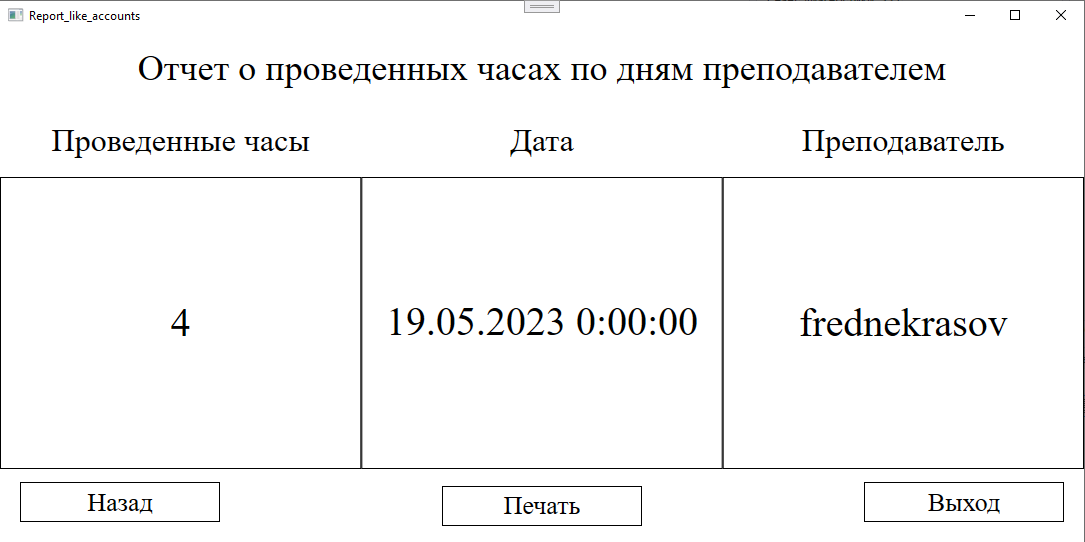 Report_like_accounts
Отчет о проведенных часах по дням преподавателем
Проведенные часы Дата Преподаватель
4 19.05.2023 0:00:00 frednekrasov
Назад Печать Выход